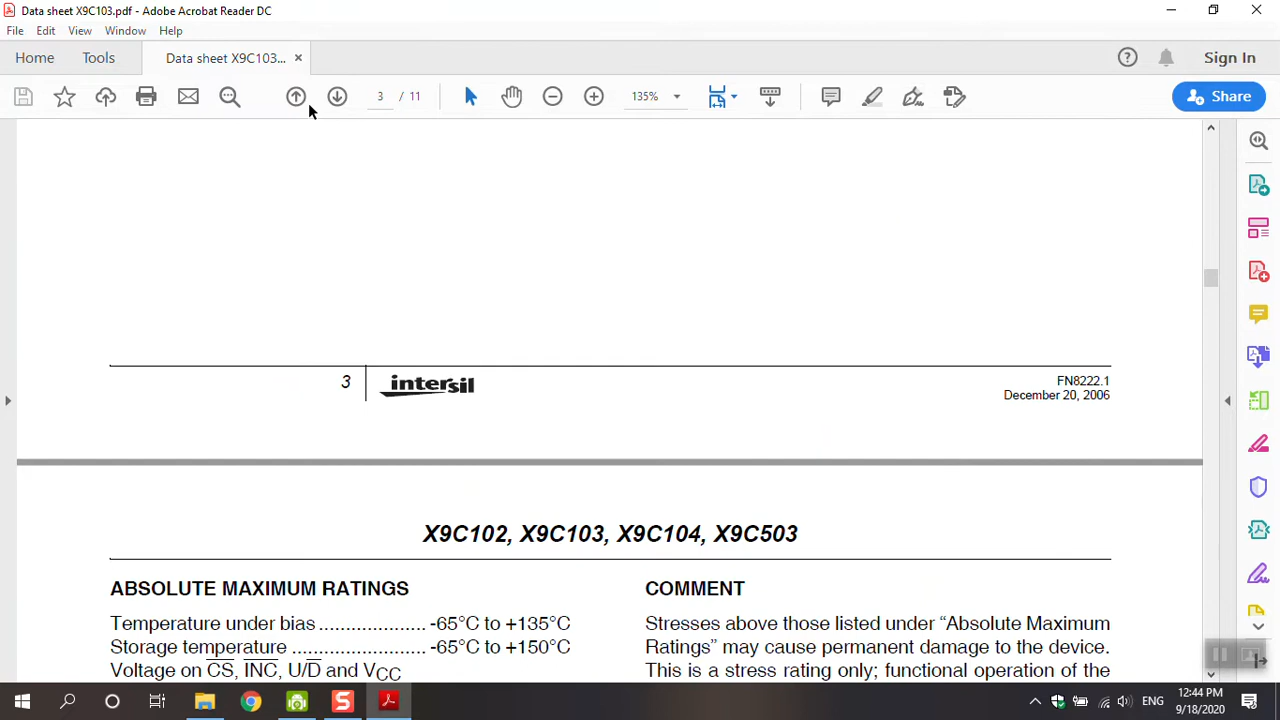 Data sheet X9C103.pdf - Adobe Acrobat Reader DC
File Edit View Window Help
Home Tools Data sheet X9C103... × Sign In
3 / 11 135% Share
3 intersil FN8222.1
December 20, 2006
X9C102, X9C103, X9C104, X9C503
ABSOLUTE MAXIMUM RATINGS
Temperature under bias .................... -65°C to +135°C
Storage temperature ......................... -65°C to +150°C
Voltage on CS, INC, U/D and VCC
COMMENT
Stresses above those listed under “Absolute Maximum
Ratings” may cause permanent damage to the device.
This is a stress rating only; functional operation of the
ENG 12:44 PM
9/18/2020